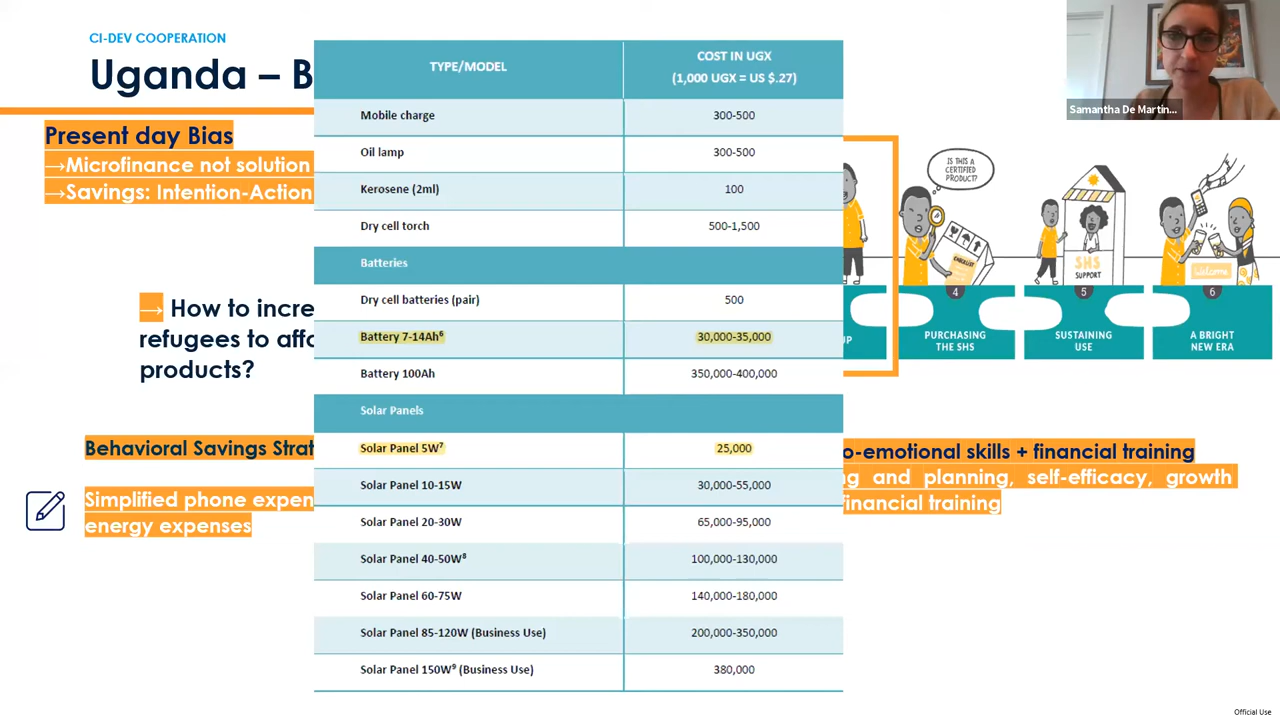 CI-DEV COOPERATION
Uganda – B
Present day Bias
→Microfinance not solution
→Savings: Intention-Action
→ How to incre
refugees to affo
products?
Behavioral Savings Strat
Simplified phone expen
energy expenses
TYPE/MODEL COST IN UGX
(1,000 UGX = US $.27)
Mobile charge 300-500
Oil lamp 300-500
Kerosene (2ml) 100
Dry cell torch 500-1,500
Batteries
Dry cell batteries (pair) 500
Battery 7-14Ah⁶ 30,000-35,000
Battery 100Ah 350,000-400,000
Solar Panels
Solar Panel 5W⁷ 25,000
Solar Panel 10-15W 30,000-55,000
Solar Panel 20-30W 65,000-95,000
Solar Panel 40-50W⁸ 100,000-130,000
Solar Panel 60-75W 140,000-180,000
Solar Panel 85-120W (Business Use) 200,000-350,000
Solar Panel 150W⁹ (Business Use) 380,000
Samantha De Martin...
IS THIS A
CERTIFIED
PRODUCT?
CHECKLIST
SHS
SUPPORT
welcome
UP
4
PURCHASING
THE SHS
5
SUSTAINING
USE
6
A BRIGHT
NEW ERA
o-emotional skills + financial training
ng and planning, self-efficacy, growth
financial training
Official Use